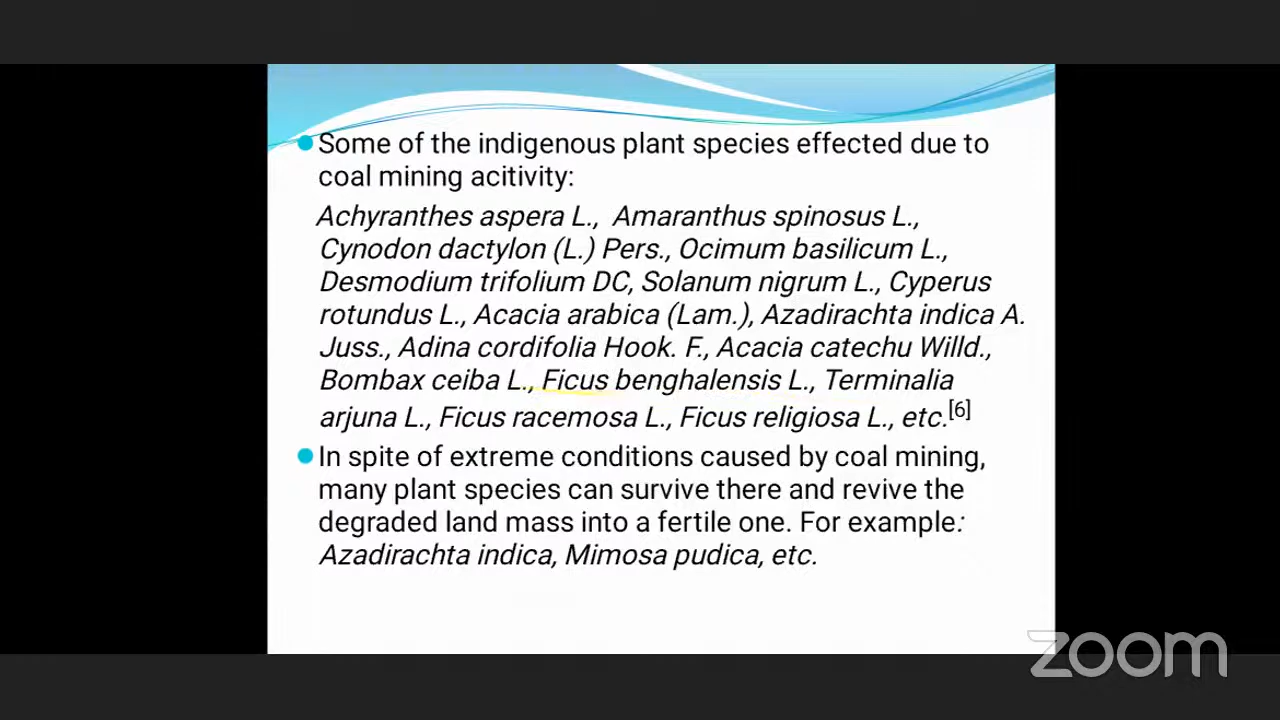 Some of the indigenous plant species effected due to
coal mining acitivity:
Achyranthes aspera L., Amaranthus spinosus L.,
Cynodon dactylon (L.) Pers., Ocimum basilicum L.,
Desmodium trifolium DC, Solanum nigrum L., Cyperus
rotundus L., Acacia arabica (Lam.), Azadirachta indica A.
Juss., Adina cordifolia Hook. F., Acacia catechu Willd.,
Bombax ceiba L., Ficus benghalensis L., Terminalia
arjuna L., Ficus racemosa L., Ficus religiosa L., etc.[6]
In spite of extreme conditions caused by coal mining,
many plant species can survive there and revive the
degraded land mass into a fertile one. For example:
Azadirachta indica, Mimosa pudica, etc.
zoom